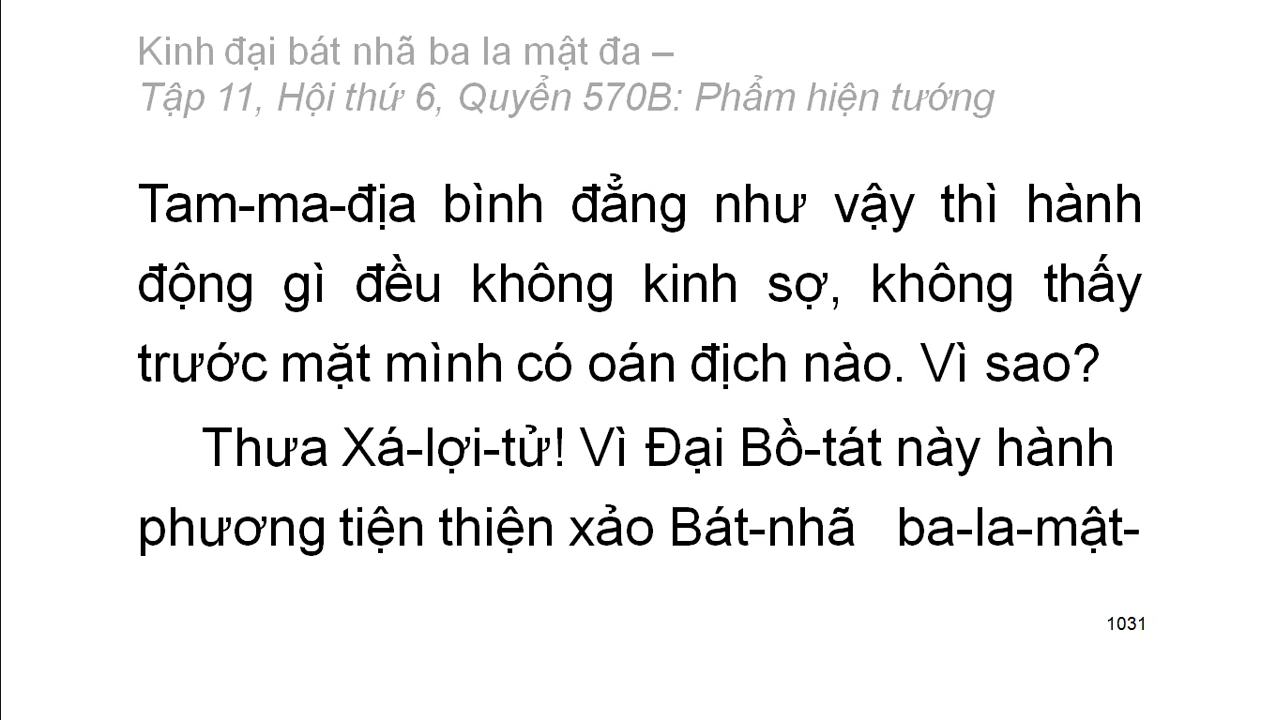 Kinh đại bát nhã ba la mật đa –
Tập 11, Hội thứ 6, Quyển 570B: Phẩm hiện tướng
Tam-ma-địa bình đẳng như vậy thì hành
động gì đều không kinh sợ, không thấy
trước mặt mình có oán địch nào. Vì sao?
Thưa Xá-lợi-tử! Vì Đại Bồ-tát này hành
phương tiện thiện xảo Bát-nhã ba-la-mật-
1031